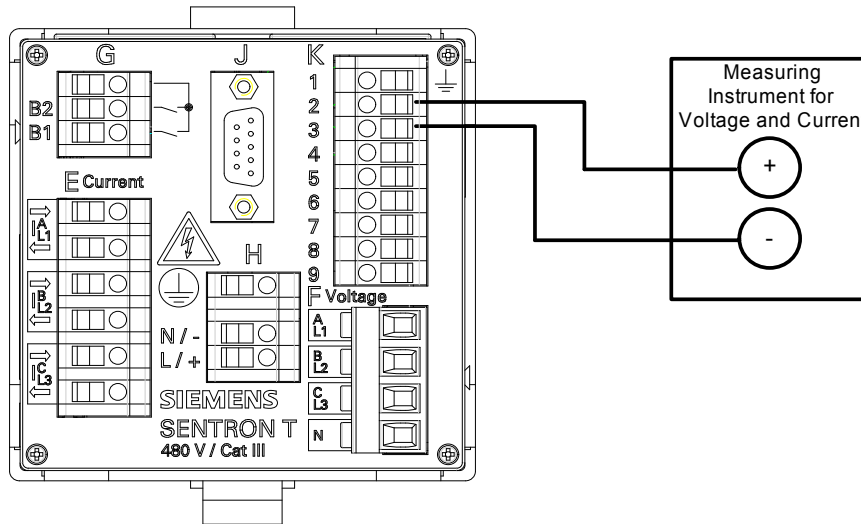 G
J
K
1
2
3
4
5
6
7
8
9
B2
B1
E Current
A
L1
B
L2
C
L3
H
N / -
L / +
F Voltage
A
L1
B
L2
C
L3
N
SIEMENS
SENTRON T
480 V / Cat III
Measuring
Instrument for
Voltage and Curren
+
-